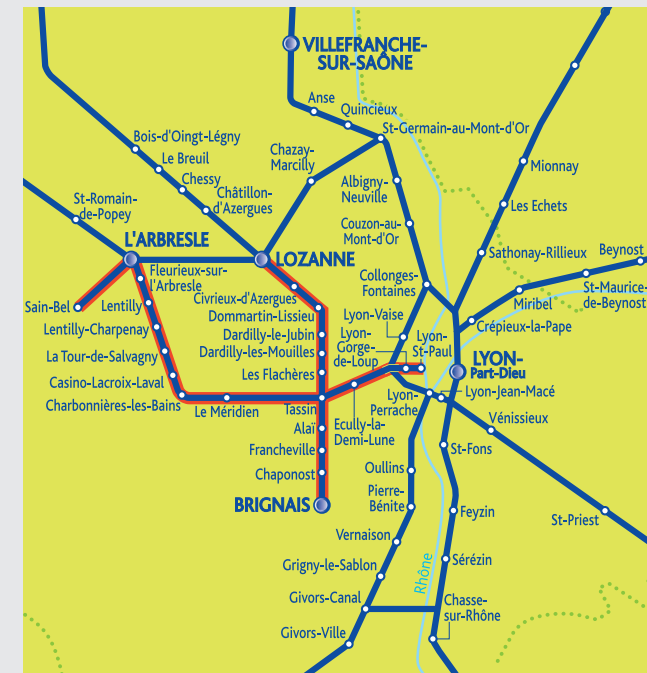 VILLEFRANCHE-
SUR-SAÔNE
Anse
Quincieux
St-Germain-au-Mont-d'Or
Bois-d'Oingt-Légny
Le Breuil
Chessy
Châtillon-
d'Azergues
Chazay-
Marcilly
Albigny-
Neuville
Mionnay
St-Romain-
de-Popey
Couzon-au-
Mont-d'Or
Les Echets
L'ARBRESLE
LOZANNE
Sathonay-Rillieux
Beynost
Fleurieux-sur-
l'Arbresle
Collonges-
Fontaines
St-Maurice-
de-Beynost
Miribel
Sain-Bel
Civrieux-d'Azergues
Lentilly
Dommartin-Lissieu
Lyon-Vaise
Crépieux-la-Pape
Lentilly-Charpenay
Dardilly-le-Jubin
Lyon-
Gorge-
de-Loup
Lyon-
St-Paul
La Tour-de-Salvagny
Dardilly-les-Mouilles
LYON-
Part-Dieu
Casino-Lacroix-Laval
Les Flachères
Charbonnières-les-Bains
Le Méridien
Tassin
Ecully-la-
Demi-Lune
Lyon-
Perrache
Lyon-Jean-Macé
Vénissieux
Alaï
Francheville
St-Fons
Chaponost
Oullins
BRIGNAIS
Pierre-
Bénite
Feyzin
St-Priest
Vernaison
Grigny-le-Sablon
Sérézin
Rhône
Givors-Canal
Chasse-
sur-Rhône
Givors-Ville